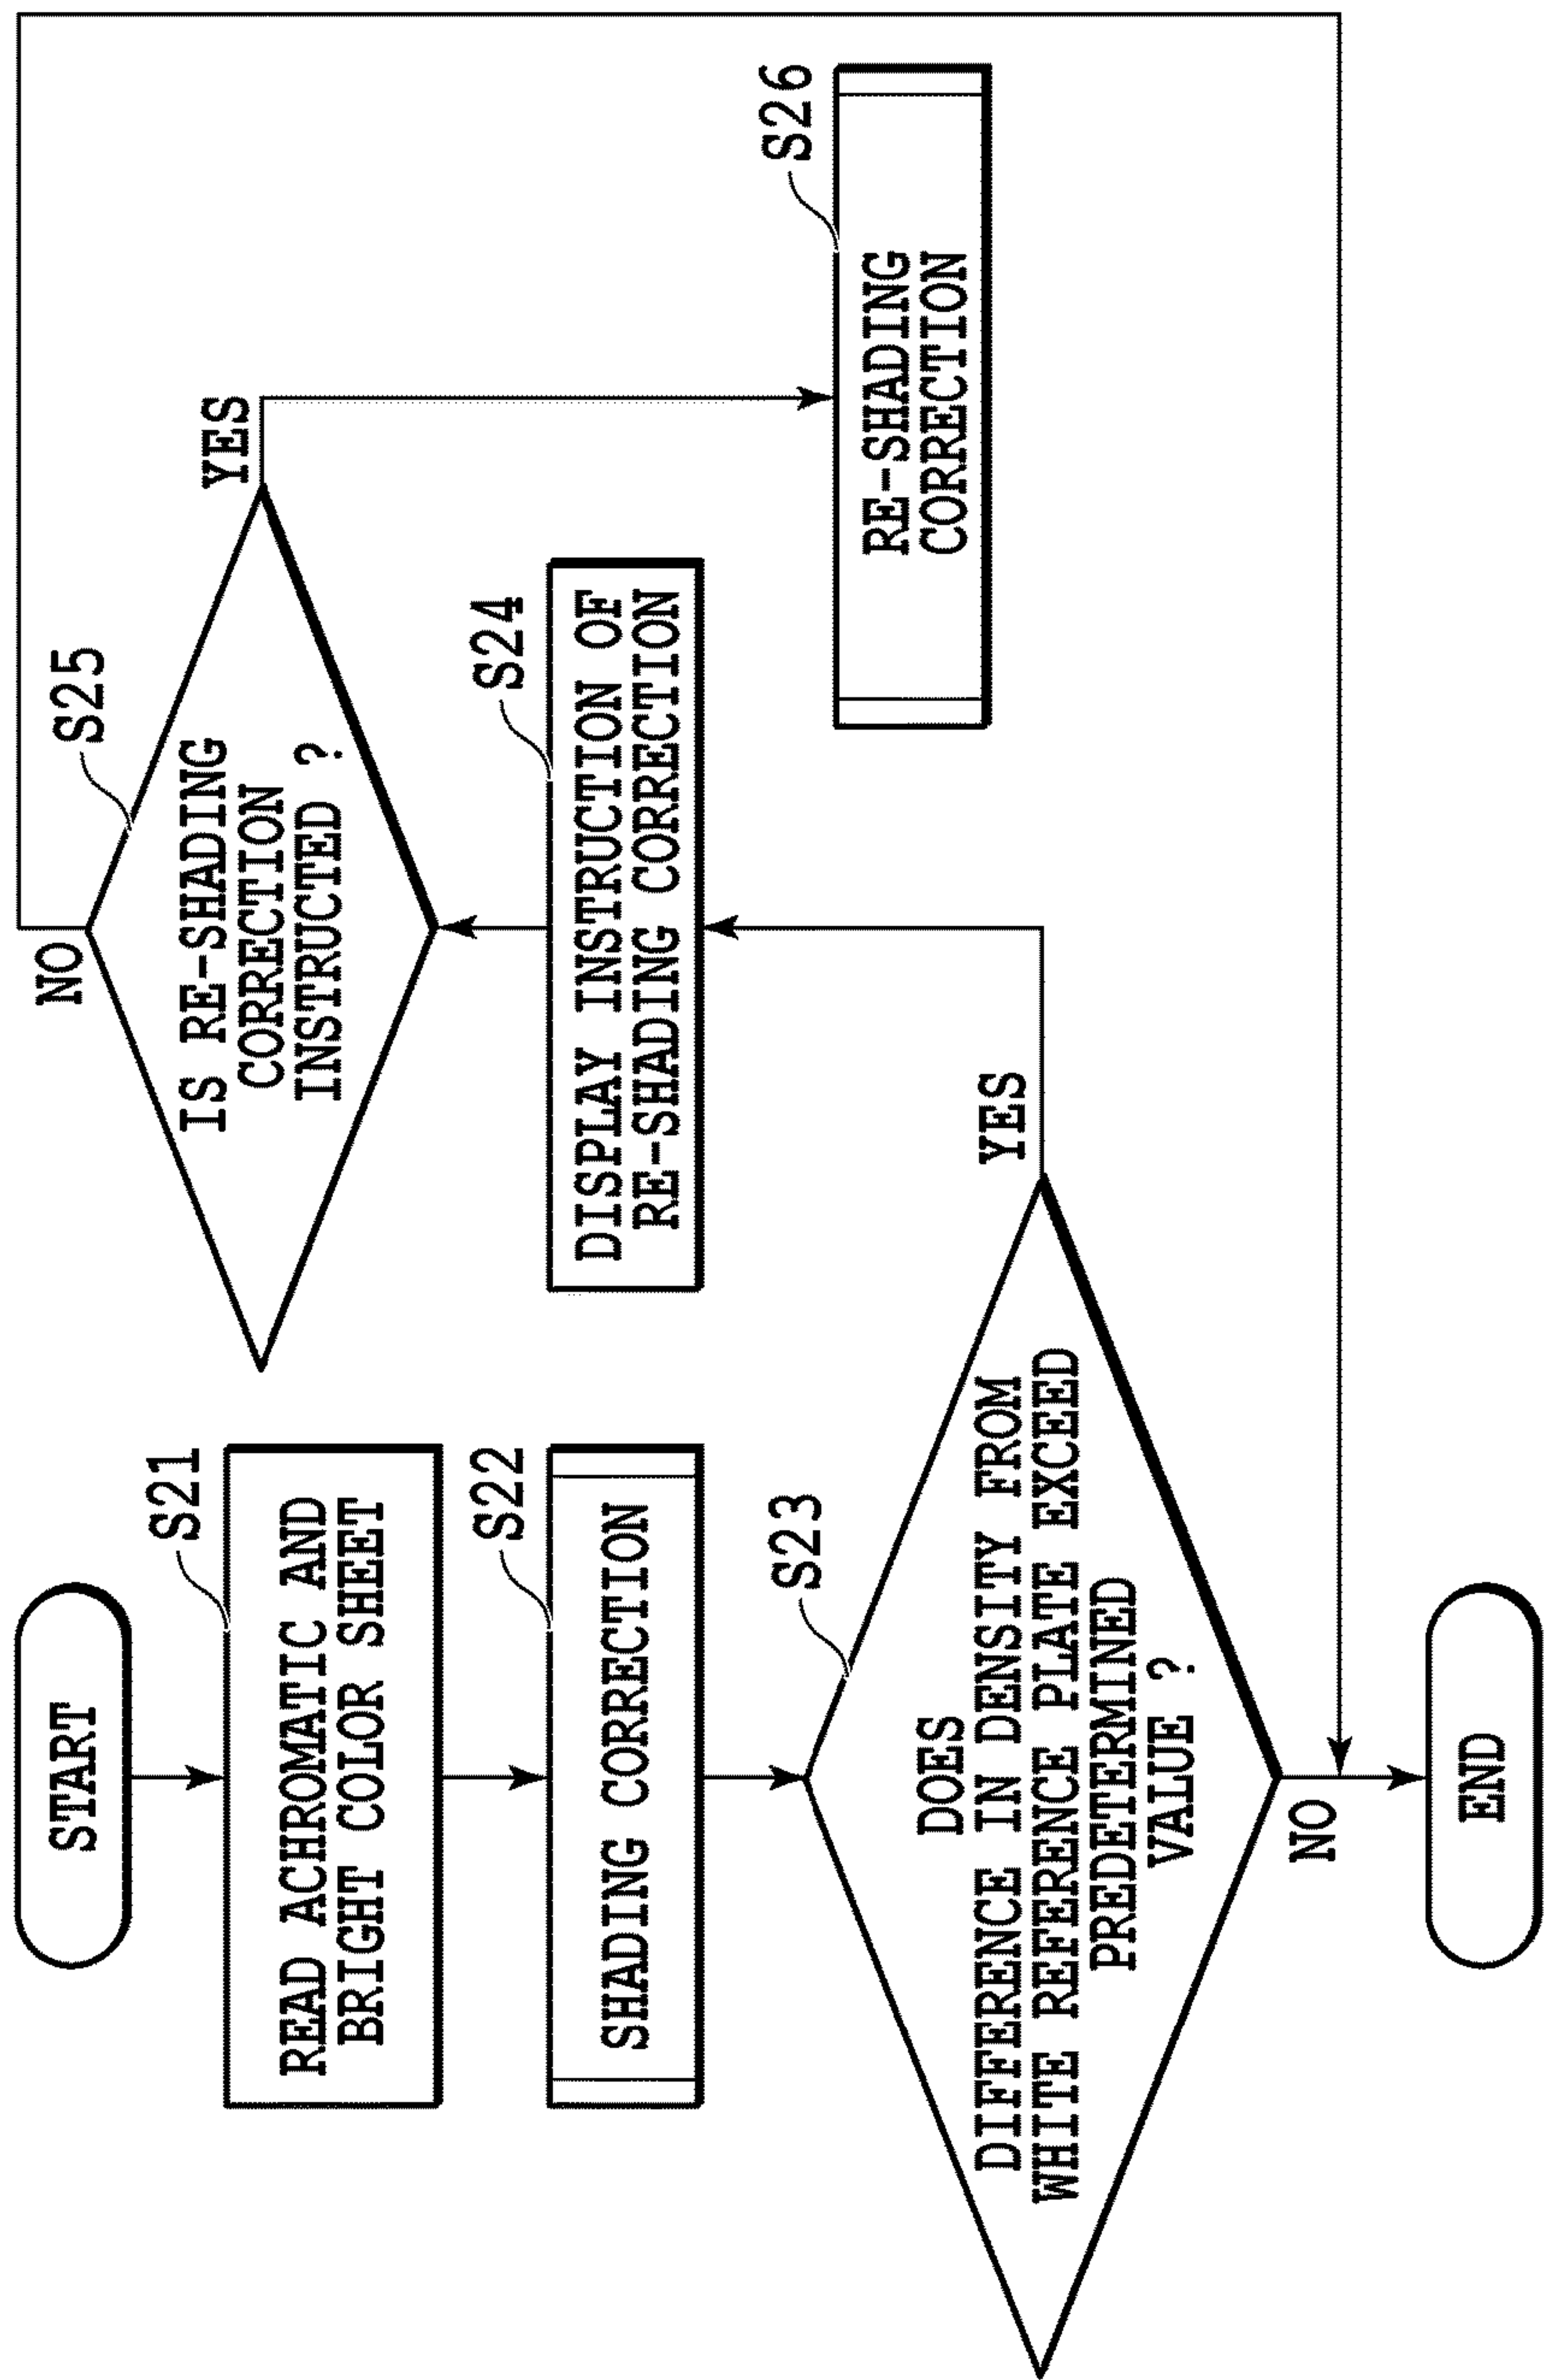 START
S21
READ ACHROMATIC AND
BRIGHT COLOR SHEET
S22
SHADING CORRECTION
S23
DOES
DIFFERENCE IN DENSITY FROM
WHITE REFERENCE PLATE EXCEED
PREDETERMINED
VALUE ?
YES
NO
END
S24
DISPLAY INSTRUCTION OF
RE-SHADING CORRECTION
S25
IS RE-SHADING
CORRECTION
INSTRUCTED ?
NO
YES
S26
RE-SHADING
CORRECTION